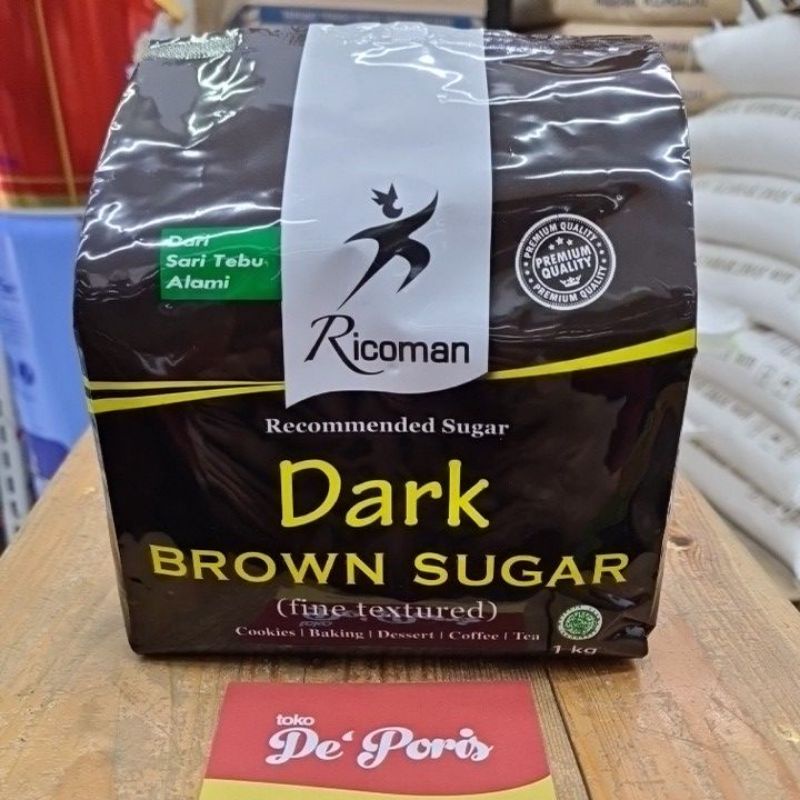 Dari
Sari Tebu
Alami
Ricoman
PREMIUM QUALITY
PREMIUM
QUALITY
PREMIUM QUALITY
Recommended Sugar
Dark
BROWN SUGAR
(fine textured)
Cookies | Baking | Dessert | Coffee | Tea
1 kg
toko
De' Poris